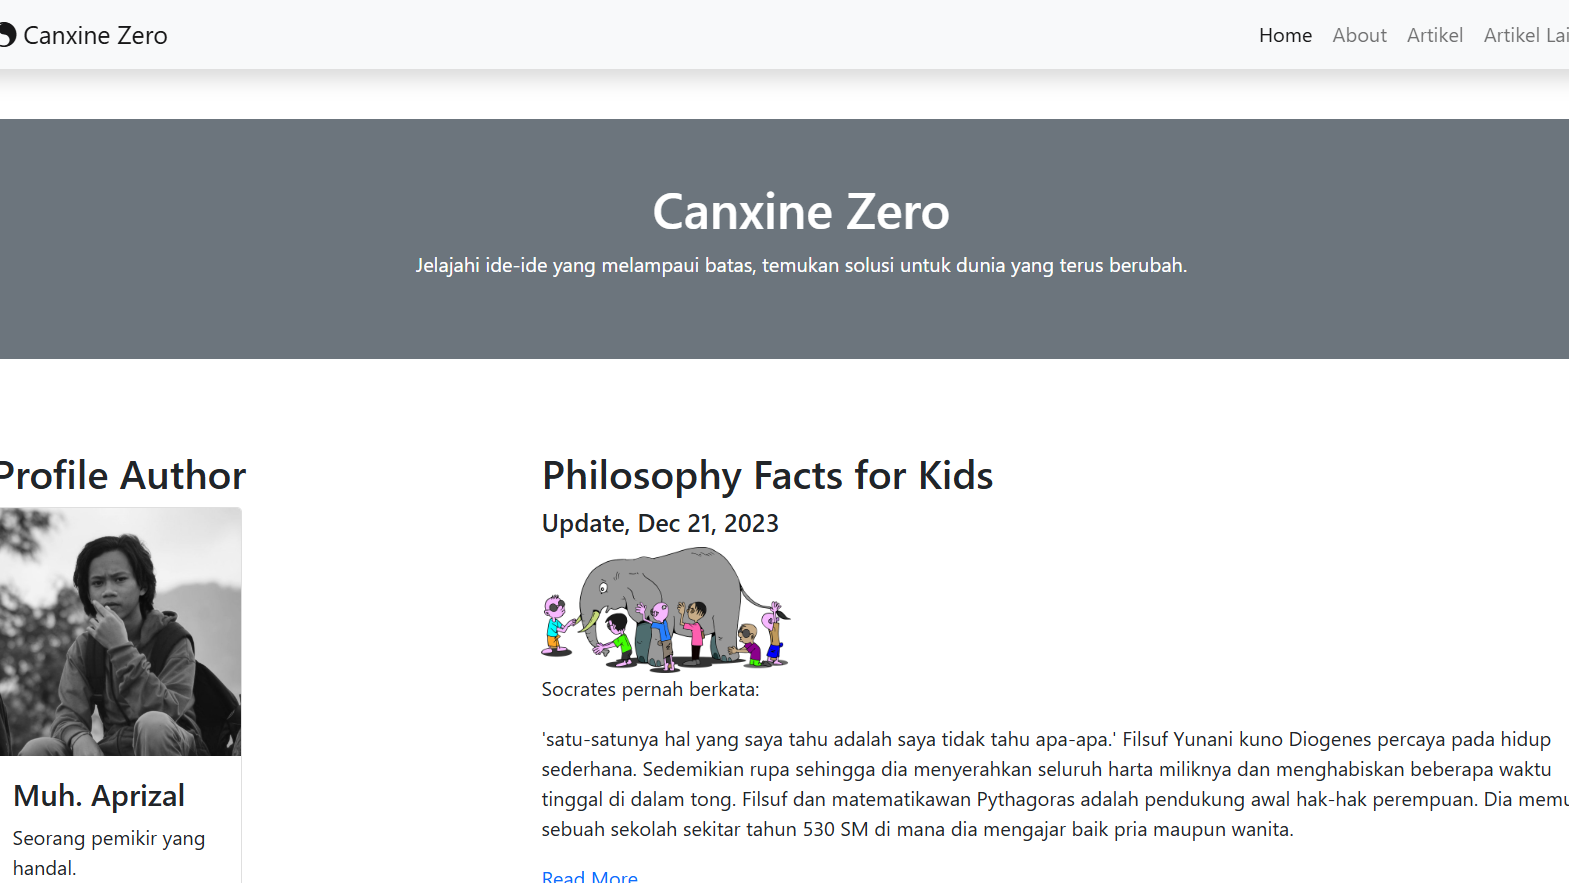 Canxine Zero
Home About Artikel Artikel Lai
Canxine Zero
Jelajahi ide-ide yang melampaui batas, temukan solusi untuk dunia yang terus berubah.
Profile Author
Muh. Aprizal
Seorang pemikir yang
handal.
Philosophy Facts for Kids
Update, Dec 21, 2023
Socrates pernah berkata:
'satu-satunya hal yang saya tahu adalah saya tidak tahu apa-apa.' Filsuf Yunani kuno Diogenes percaya pada hidup
sederhana. Sedemikian rupa sehingga dia menyerahkan seluruh harta miliknya dan menghabiskan beberapa waktu
tinggal di dalam tong. Filsuf dan matematikawan Pythagoras adalah pendukung awal hak-hak perempuan. Dia memu
sebuah sekolah sekitar tahun 530 SM di mana dia mengajar baik pria maupun wanita.
Read More